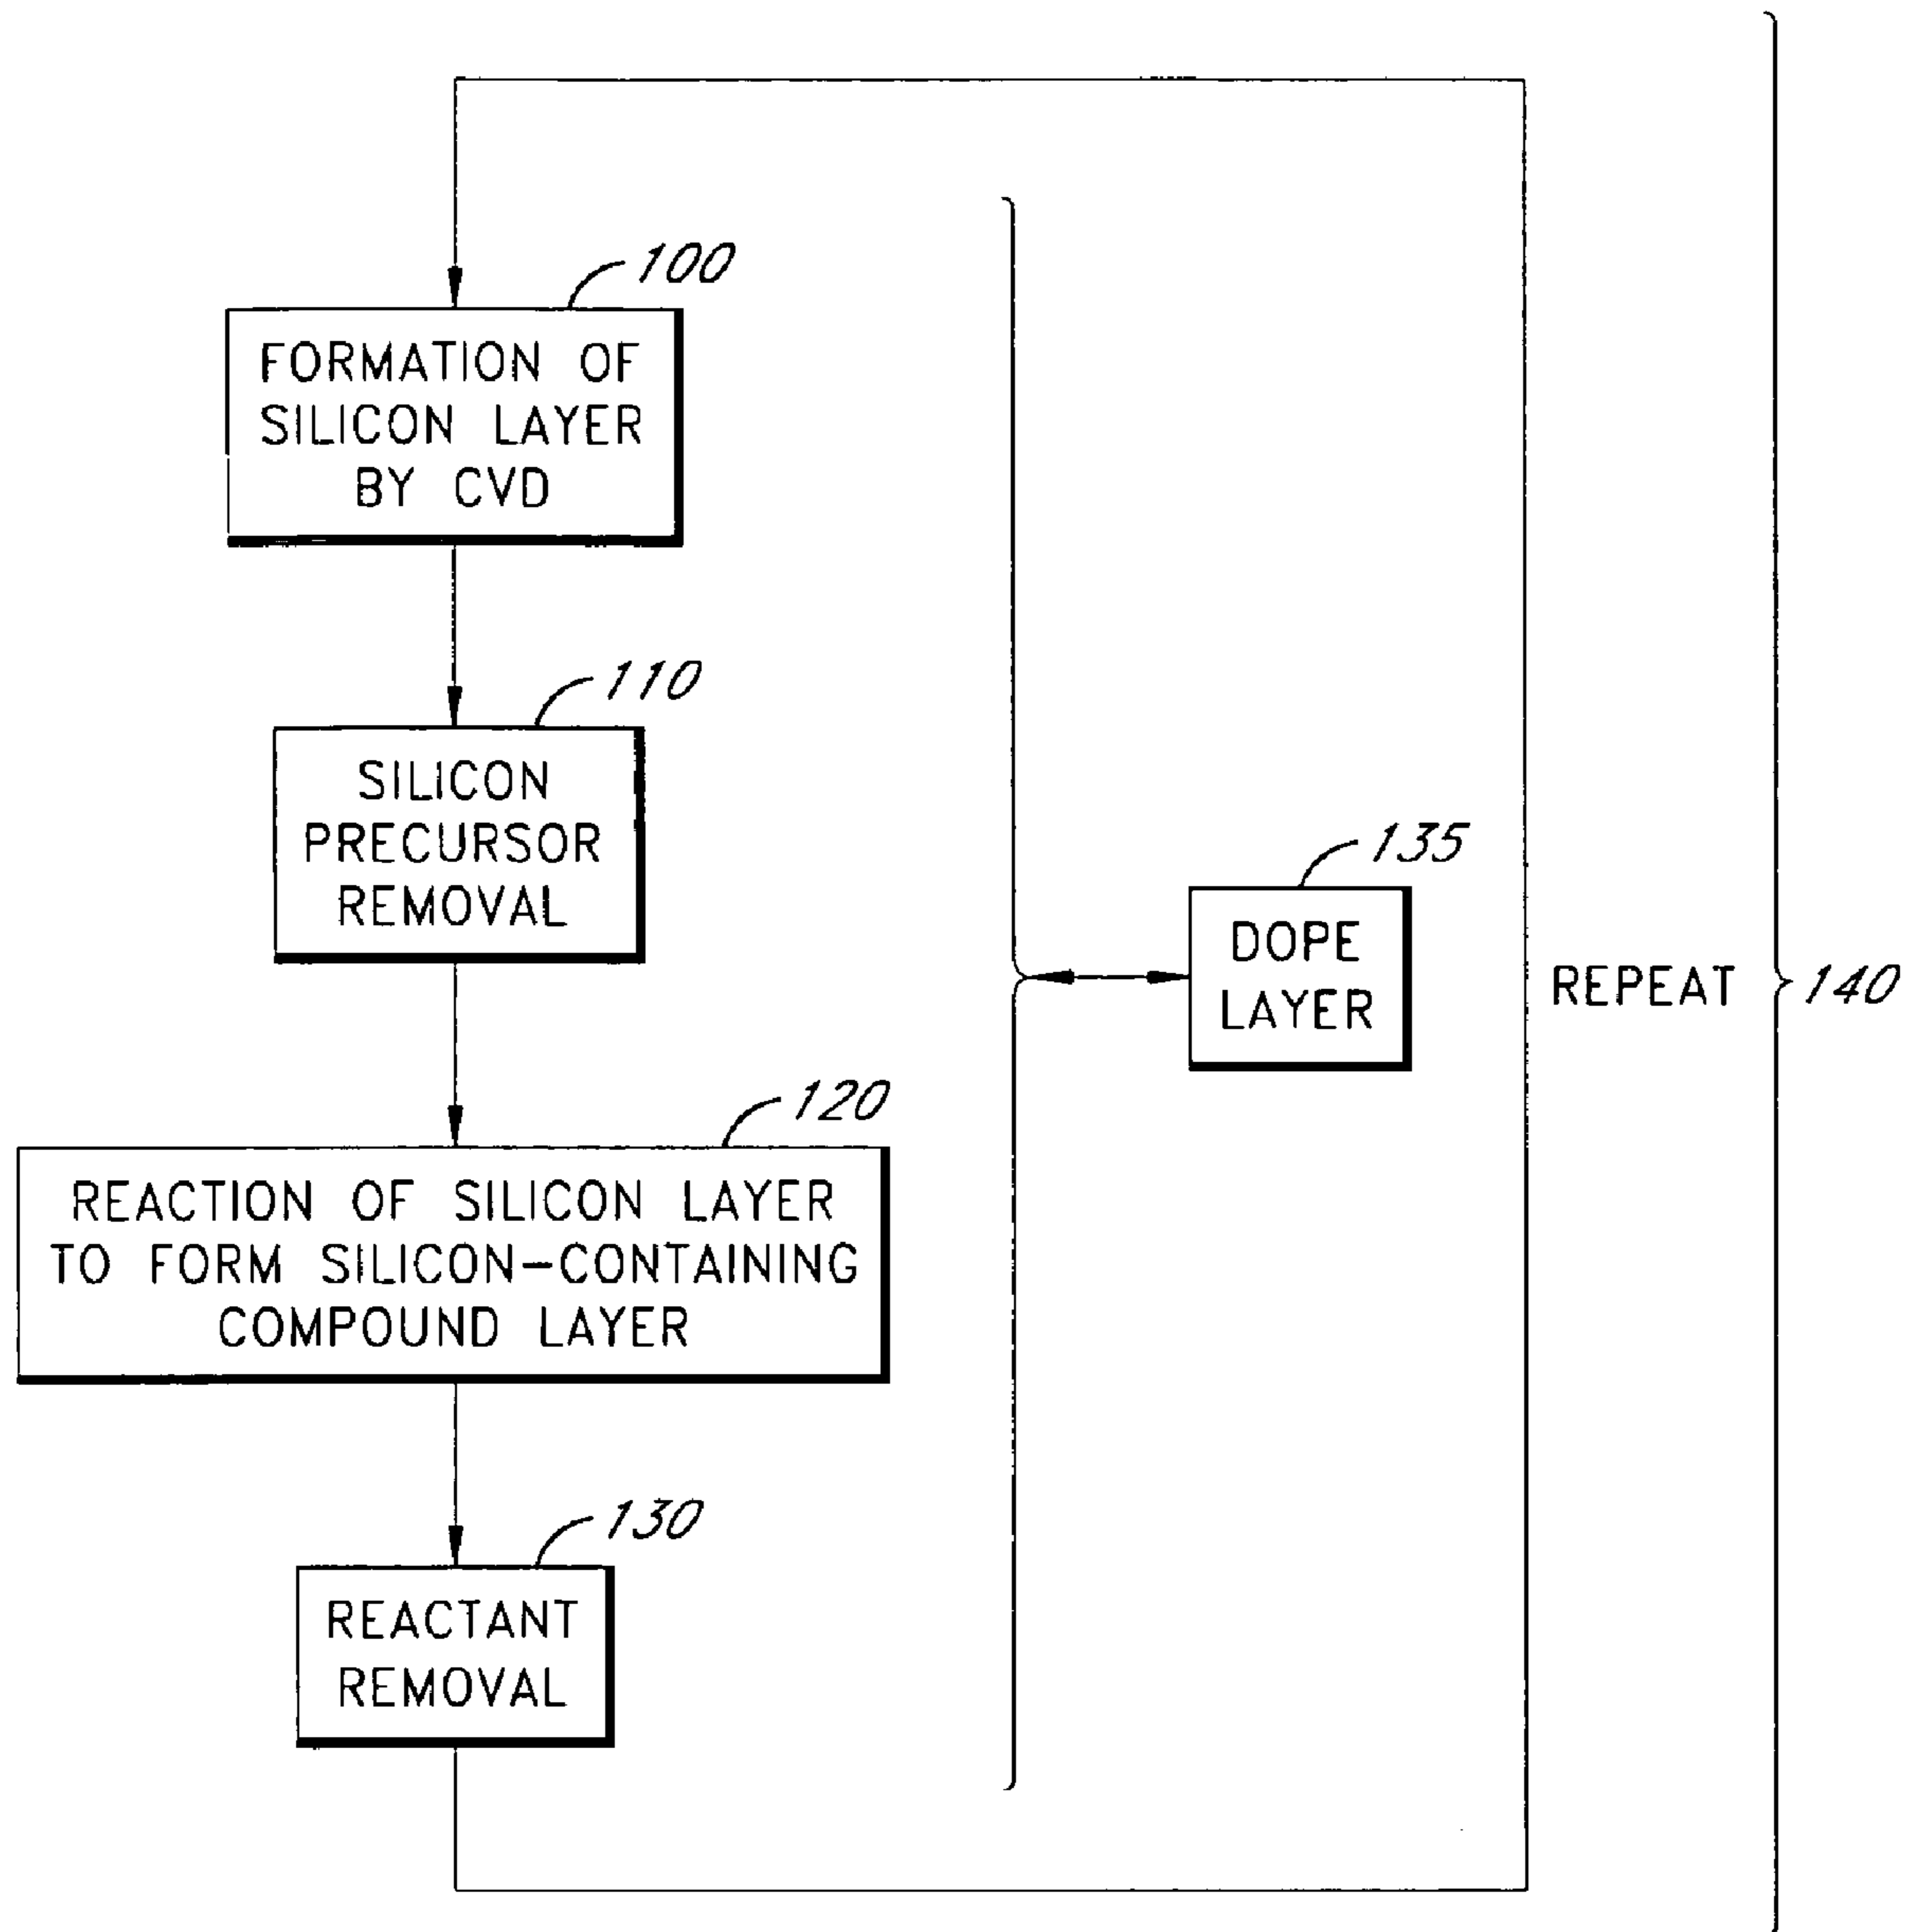 100
FORMATION OF
SILICON LAYER
BY CVD
110
SILICON
PRECURSOR
REMOVAL
135
DOPE
LAYER
REPEAT
140
120
REACTION OF SILICON LAYER
TO FORM SILICON-CONTAINING
COMPOUND LAYER
130
REACTANT
REMOVAL